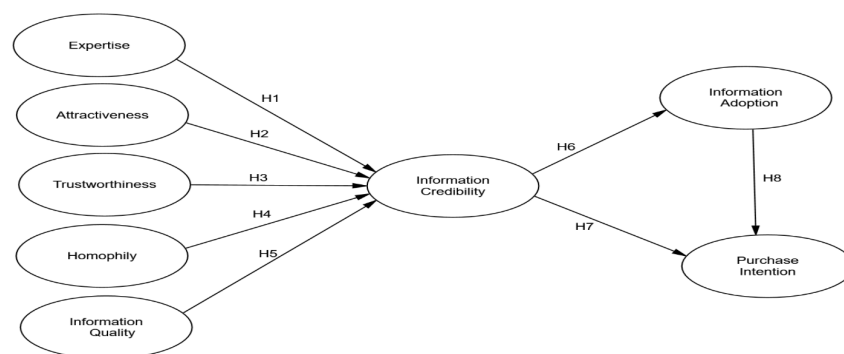 Expertise
H1
Attractiveness
H2
Trustworthiness
H3
Homophily
H4
Information
Quality
H5
Information
Credibility
H6
H7
Information
Adoption
H8
Purchase
Intention